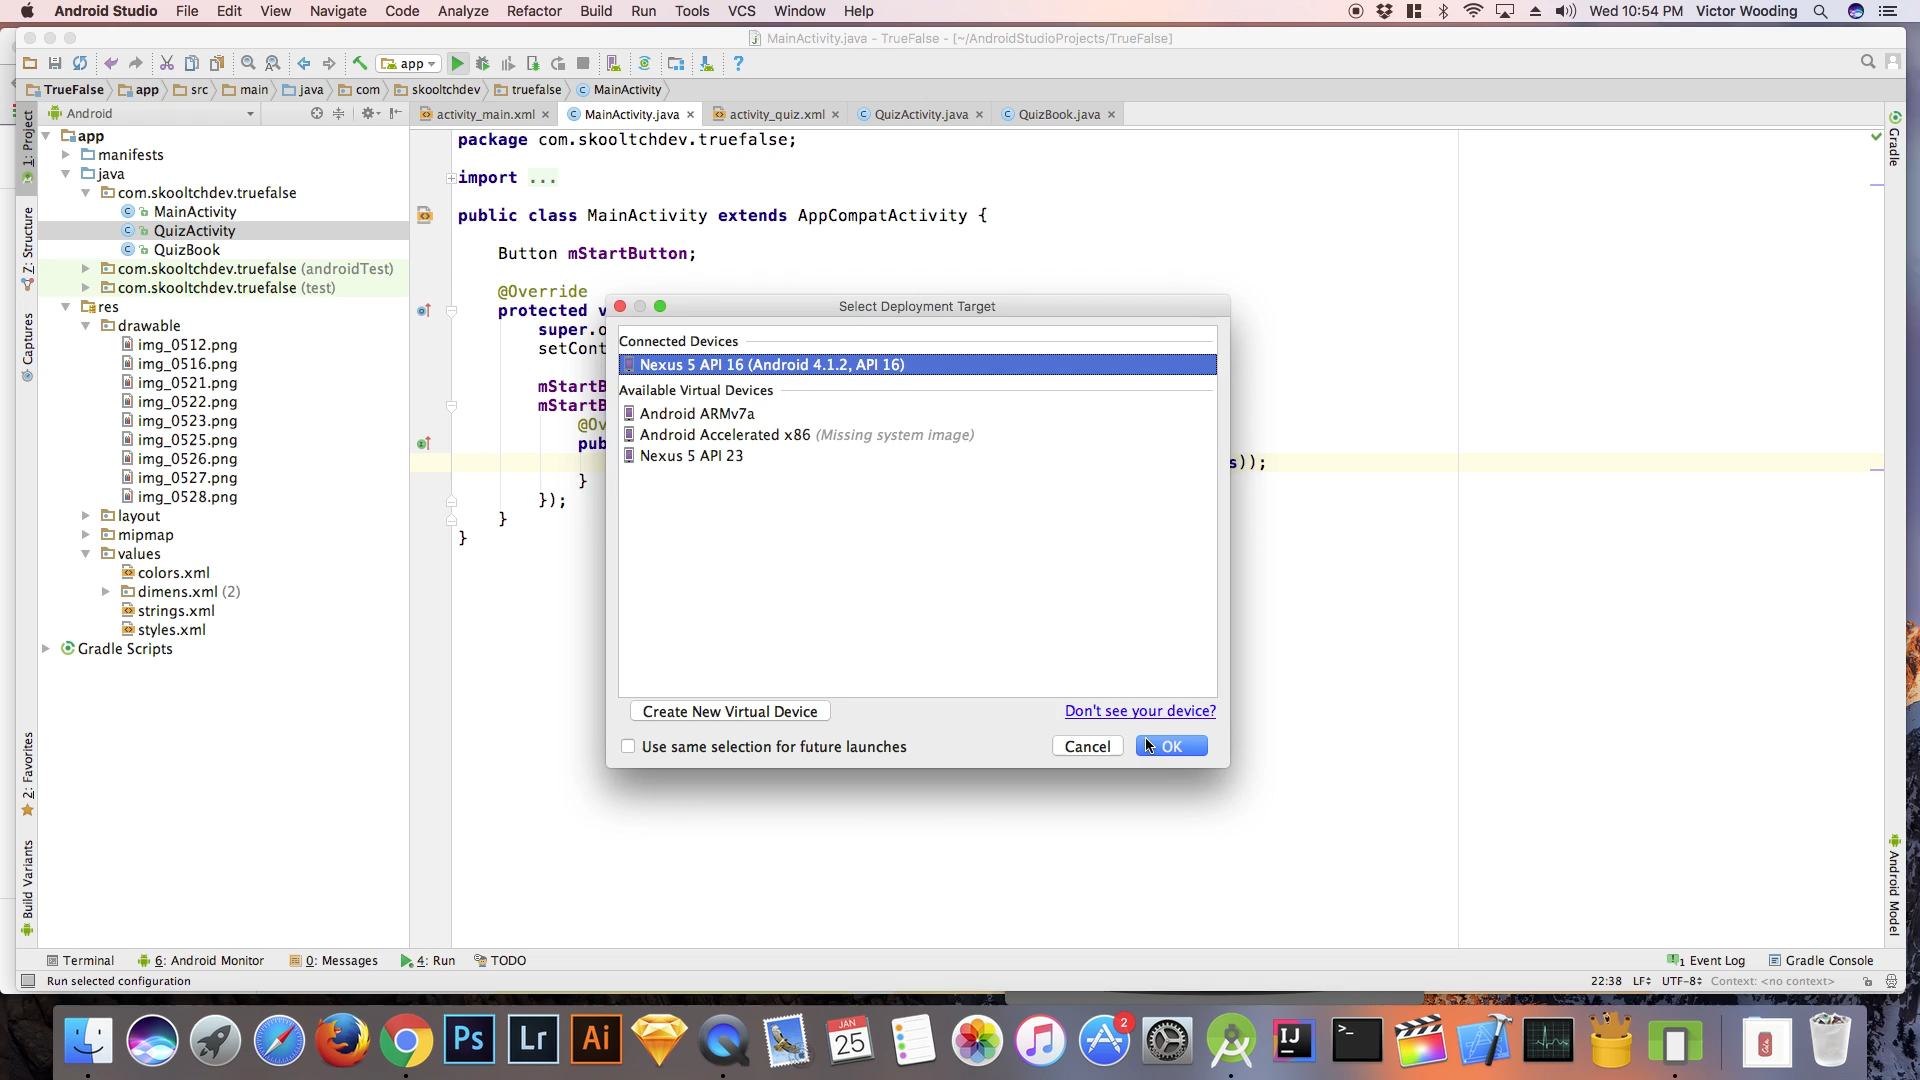 Android Studio File Edit View Navigate Code Analyze Refactor Build Run Tools VCS Window Help Wed 10:54 PM Victor Wooding
MainActivity.java - TrueFalse - [~/AndroidStudioProjects/TrueFalse]
app
TrueFalse app src main java com skooltchdev truefalse MainActivity
Android
activity_main.xml MainActivity.java activity_quiz.xml QuizActivity.java QuizBook.java
1: Project
Z: Structure
Captures
2: Favorites
Build Variants
app
manifests
java
com.skooltchdev.truefalse
MainActivity
QuizActivity
QuizBook
com.skooltchdev.truefalse (androidTest)
com.skooltchdev.truefalse (test)
res
drawable
img_0512.png
img_0516.png
img_0521.png
img_0522.png
img_0523.png
img_0525.png
img_0526.png
img_0527.png
img_0528.png
layout
mipmap
values
colors.xml
dimens.xml (2)
strings.xml
styles.xml
Gradle Scripts
package com.skooltchdev.truefalse;
import ...
public class MainActivity extends AppCompatActivity {
Button mStartButton;
@Override
protected v
super.o
setCont
mStartB
mStartB
@Ov
pub
s));
}
});
}
}
Select Deployment Target
Connected Devices
Nexus 5 API 16 (Android 4.1.2, API 16)
Available Virtual Devices
Android ARMv7a
Android Accelerated x86 (Missing system image)
Nexus 5 API 23
Create New Virtual Device Don't see your device?
Use same selection for future launches Cancel OK
Gradle
Android Model
Terminal 6: Android Monitor 0: Messages 4: Run TODO 1 Event Log Gradle Console
Run selected configuration 22:38 LF UTF-8 Context: <no context>
Ps Lr Ai JAN 25 2 IJ >_